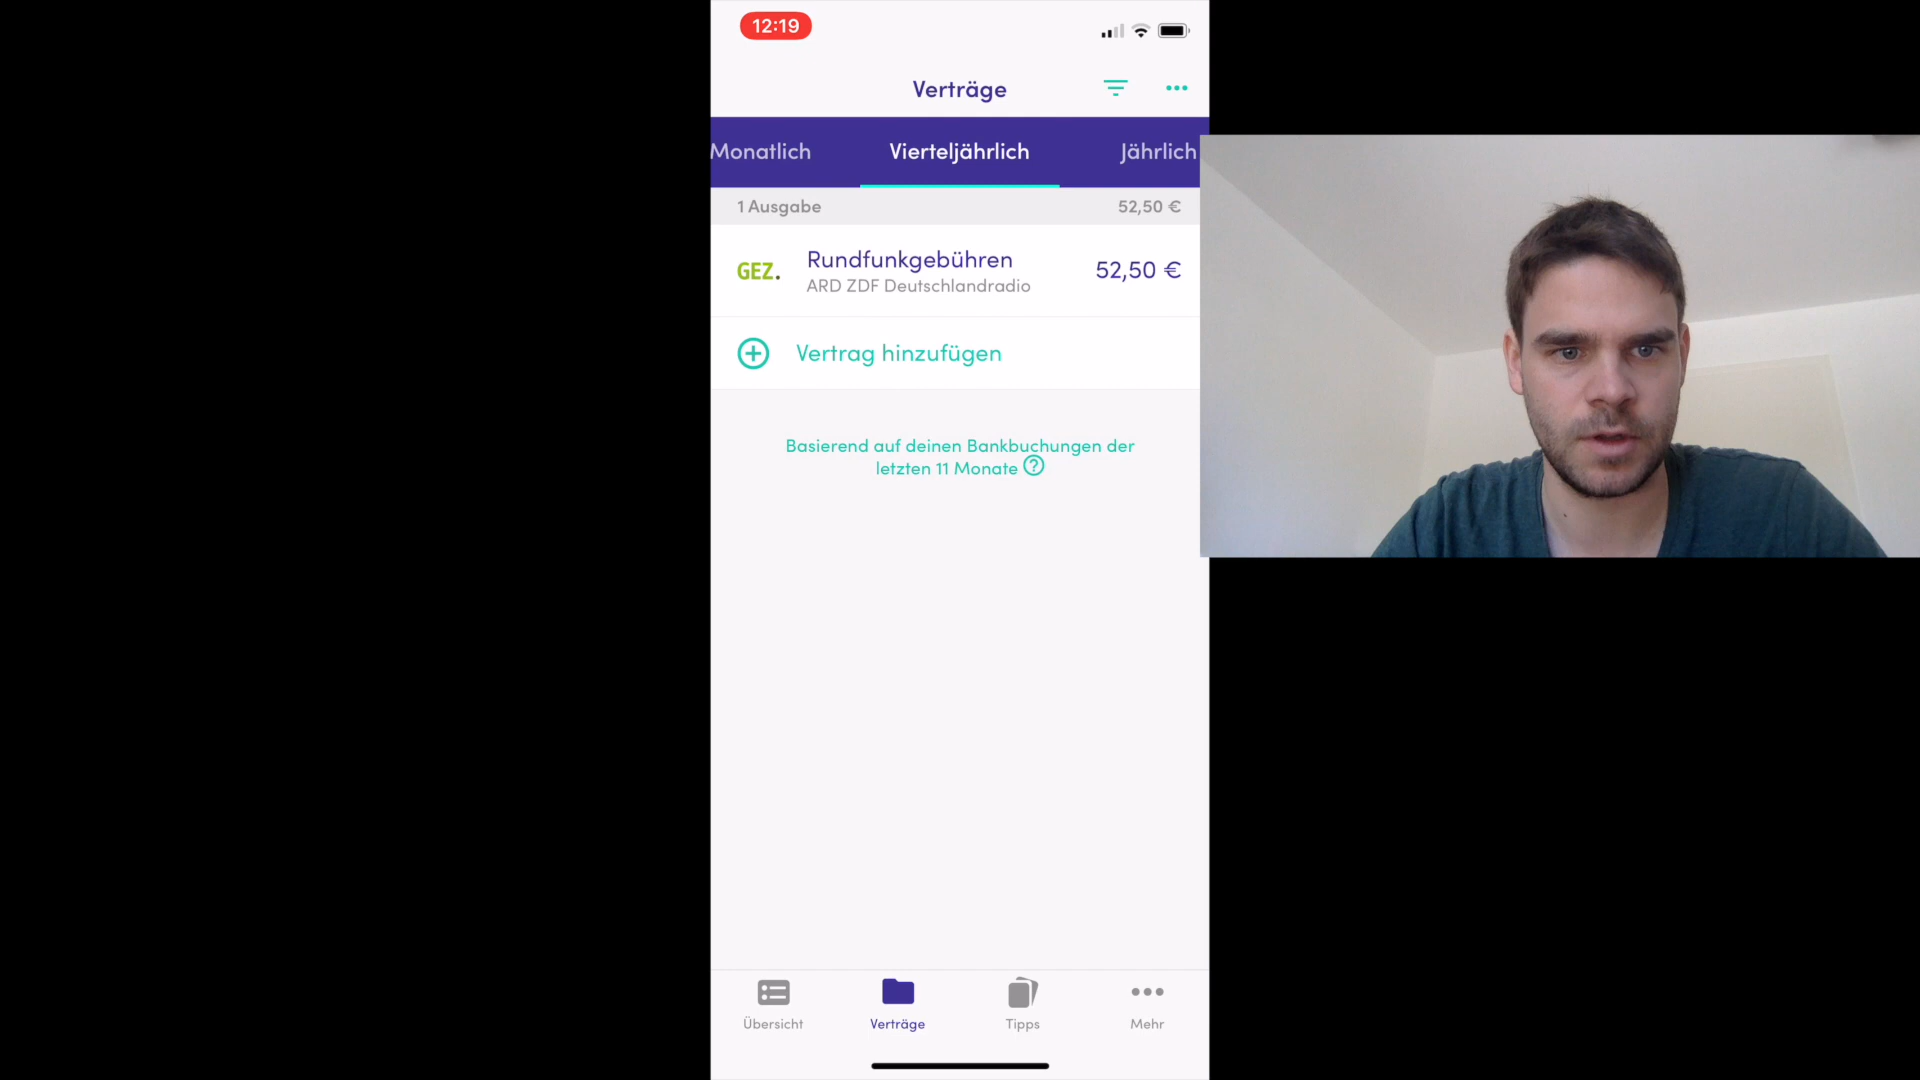 12:19
Verträge
Monatlich Vierteljährlich Jährlich
1 Ausgabe 52,50 €
GEZ. Rundfunkgebühren 52,50 €
ARD ZDF Deutschlandradio
Vertrag hinzufügen
Basierend auf deinen Bankbuchungen der
letzten 11 Monate ?
Übersicht Verträge Tipps Mehr